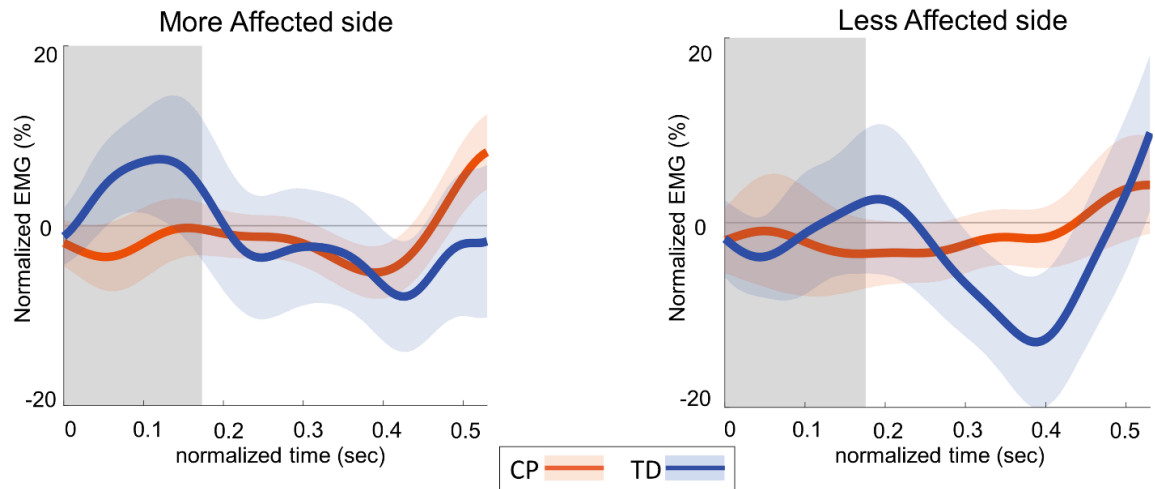 More Affected side
20
0
-20
Normalized EMG (%)
0 0.1 0.2 0.3 0.4 0.5
normalized time (sec)
Less Affected side
20
0
-20
Normalized EMG (%)
0 0.1 0.2 0.3 0.4 0.5
normalized time (sec)
CP TD